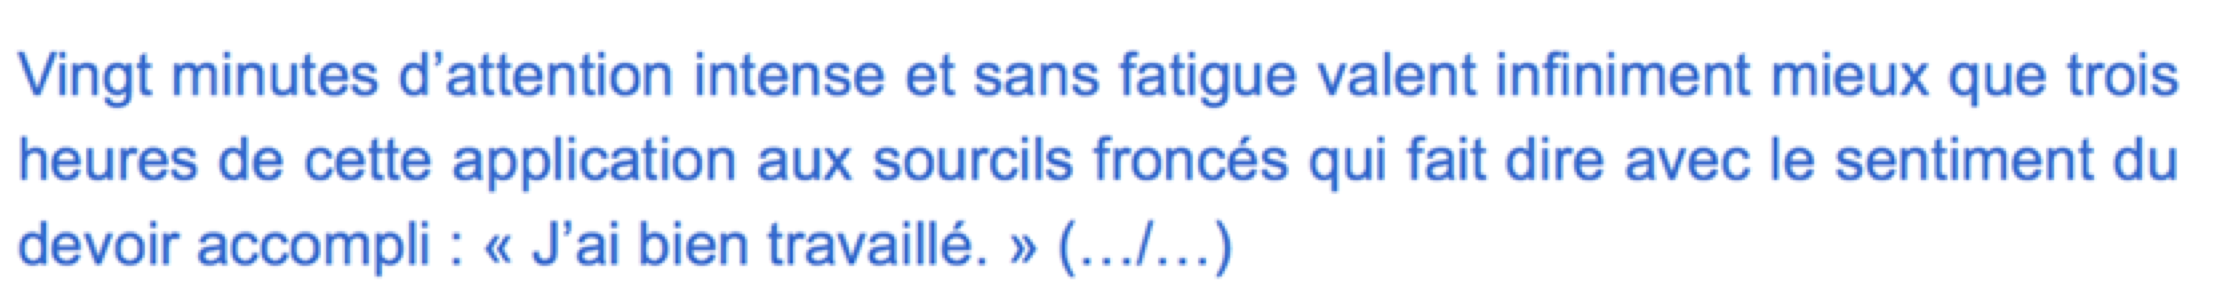 Vingt minutes d’attention intense et sans fatigue valent infiniment mieux que trois
heures de cette application aux sourcils froncés qui fait dire avec le sentiment du
devoir accompli : « J’ai bien travaillé. » (…/…)